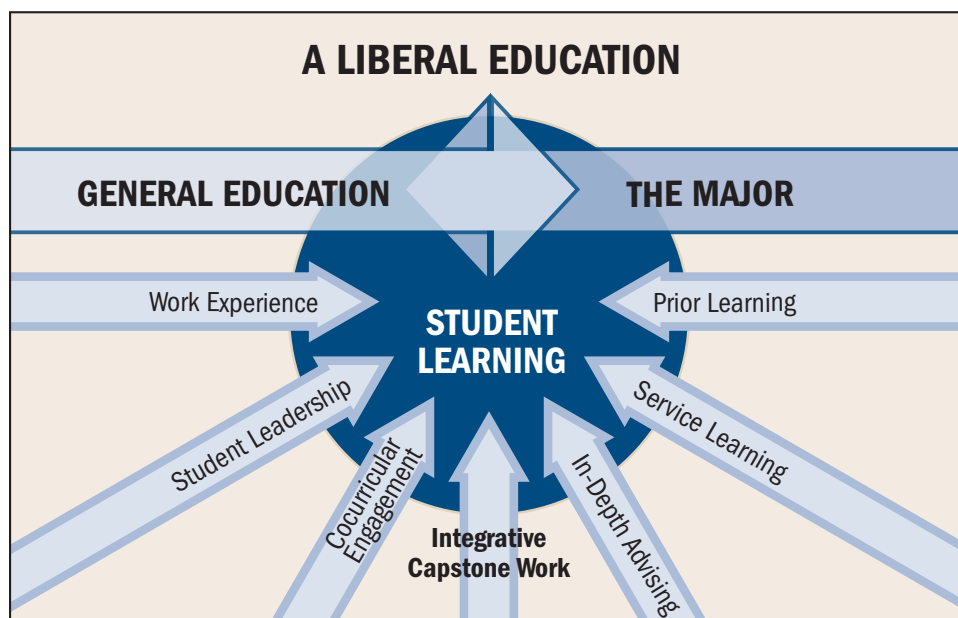 A LIBERAL EDUCATION
GENERAL EDUCATION
THE MAJOR
Work Experience
Prior Learning
STUDENT
LEARNING
Student Leadership
Service Learning
Cocurricular
Engagement
In-Depth Advising
Integrative
Capstone Work